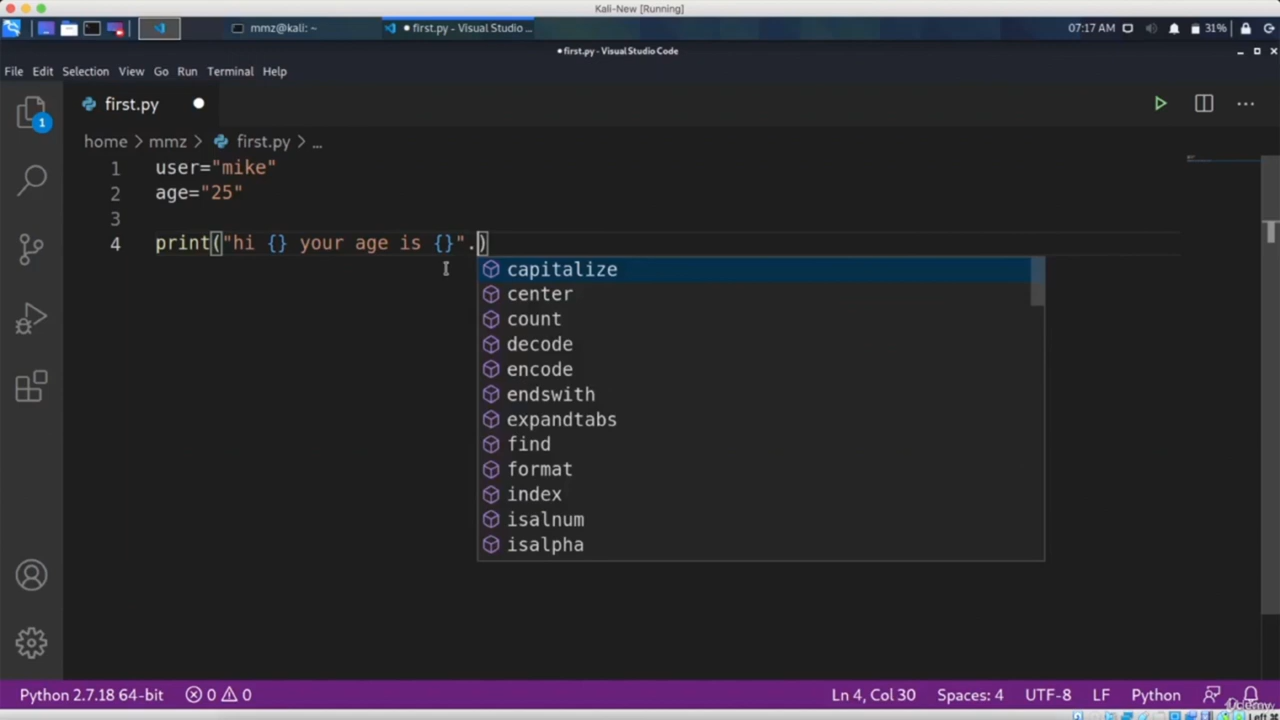 Kali-New [Running]
mmz@kali: ~
first.py - Visual Studio ...
07:17 AM
31%
first.py - Visual Studio Code
File Edit Selection View Go Run Terminal Help
first.py
1
home > mmz > first.py > ...
1 user="mike"
2 age="25"
3
4 print("hi {} your age is {}".)
capitalize
center
count
decode
encode
endswith
expandtabs
find
format
index
isalnum
isalpha
Python 2.7.18 64-bit
0
0
Ln 4, Col 30
Spaces: 4
UTF-8
LF
Python
Udemy